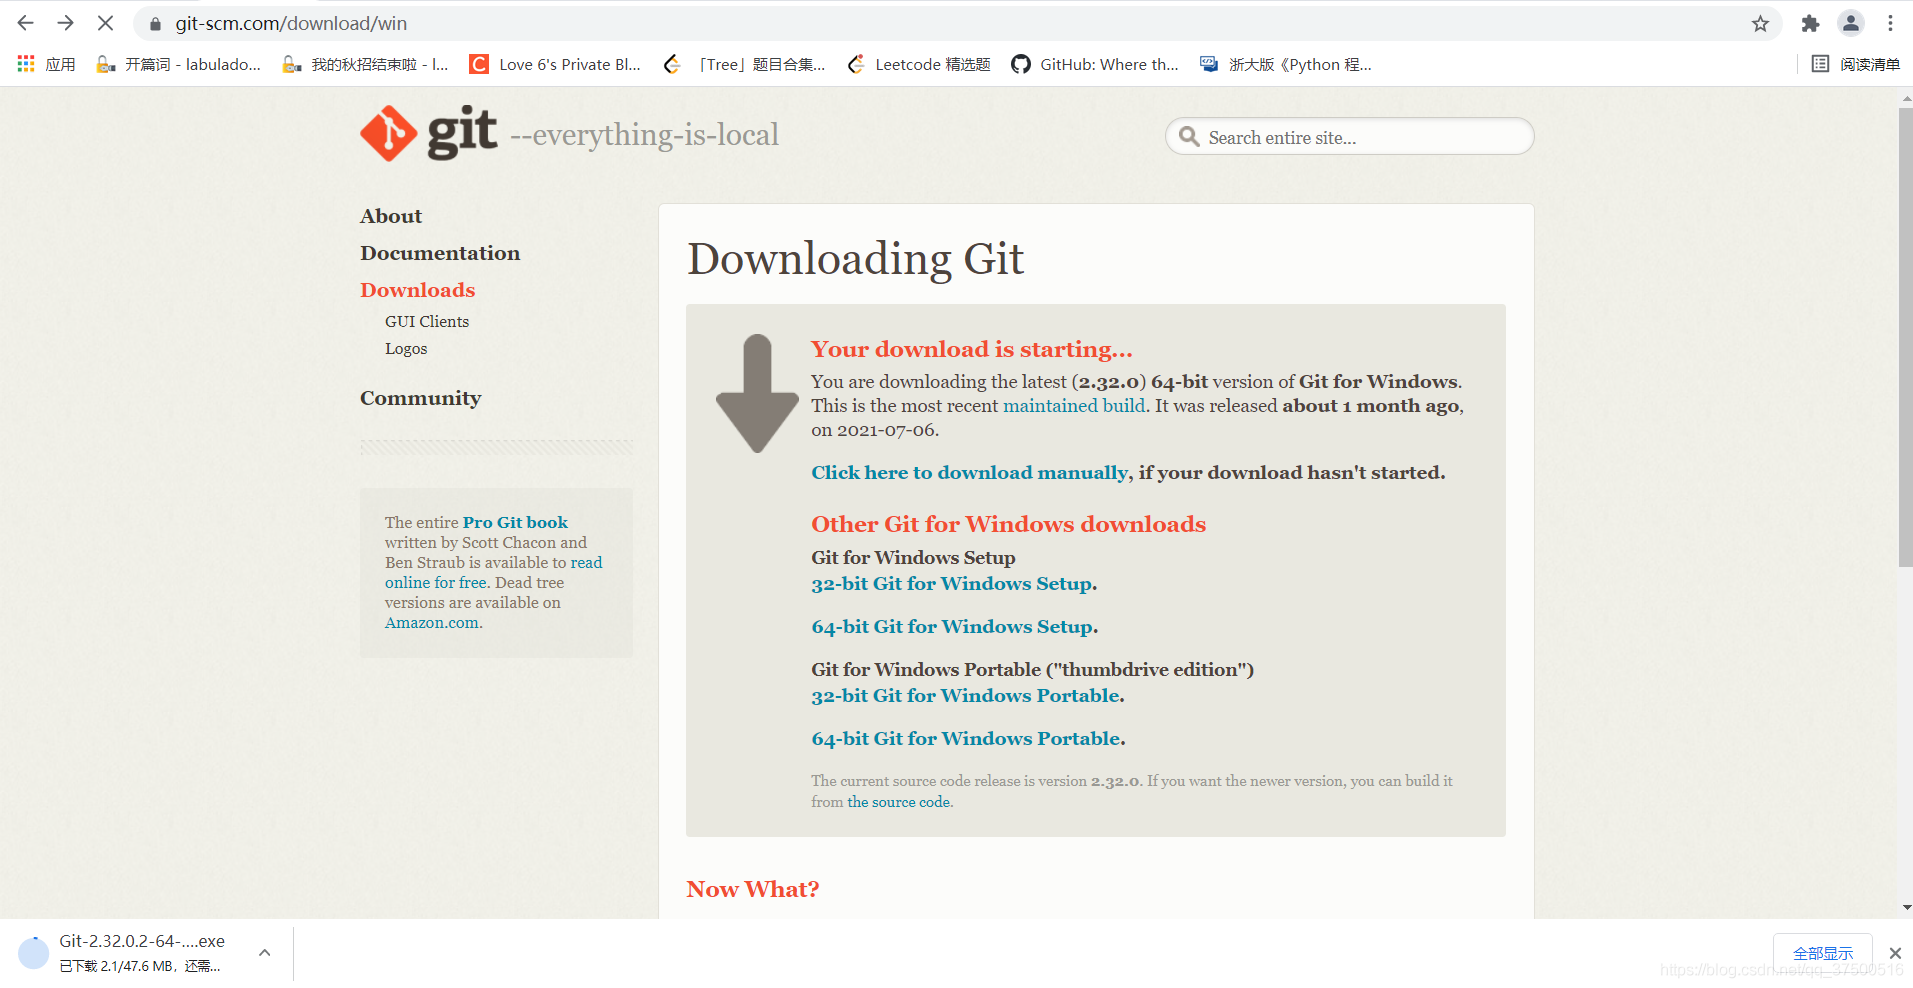 git-scm.com/download/win
应用
开篇词 - labulado...
我的秋招结束啦 - l...
Love 6's Private Bl...
「Tree」题目合集...
Leetcode 精选题
GitHub: Where th...
浙大版《Python 程...
阅读清单
git --everything-is-local
Search entire site...
About
Documentation
Downloads
GUI Clients
Logos
Community
The entire Pro Git book
written by Scott Chacon and
Ben Straub is available to read
online for free. Dead tree
versions are available on
Amazon.com.
Downloading Git
Your download is starting...
You are downloading the latest (2.32.0) 64-bit version of Git for Windows.
This is the most recent maintained build. It was released about 1 month ago,
on 2021-07-06.
Click here to download manually, if your download hasn't started.
Other Git for Windows downloads
Git for Windows Setup
32-bit Git for Windows Setup.
64-bit Git for Windows Setup.
Git for Windows Portable ("thumbdrive edition")
32-bit Git for Windows Portable.
64-bit Git for Windows Portable.
The current source code release is version 2.32.0. If you want the newer version, you can build it
from the source code.
Now What?
Git-2.32.0.2-64-....exe
已下载 2.1/47.6 MB，还需...
全部显示
https://blog.csdn.net/qq_37500516